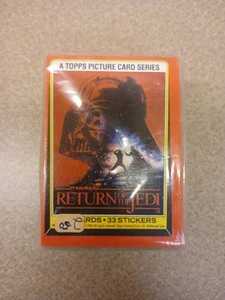 A TOPPS PICTURE CARD SERIES
STAR WARS
RETURN OF THE JEDI
RDS • 33 STICKERS